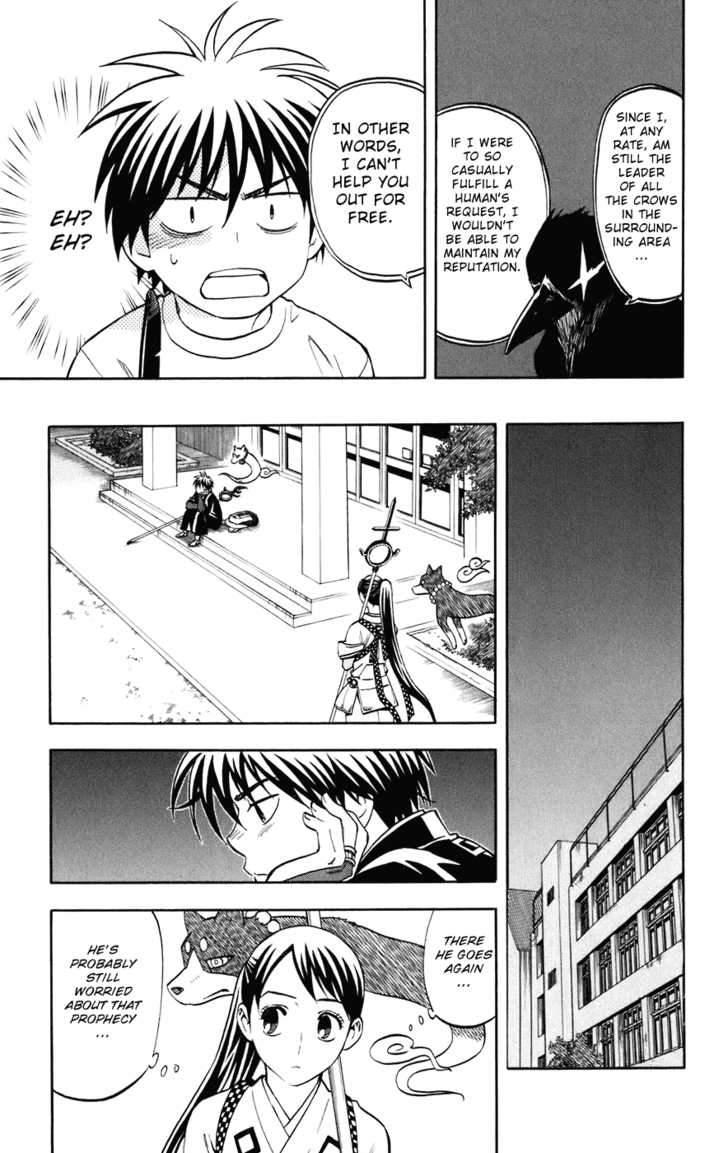 SINCE I,
AT ANY
RATE, AM
STILL THE
LEADER
OF ALL
THE CROWS
IN THE
SURROUND-
ING AREA
...
IF I WERE
TO SO
CASUALLY
FULFILL A
HUMAN'S
REQUEST, I
WOULDN'T
BE ABLE TO
MAINTAIN MY
REPUTATION.
IN OTHER
WORDS,
I CAN'T
HELP YOU
OUT FOR
FREE.
EH?
EH?
THERE
HE GOES
AGAIN
...
HE'S
PROBABLY
STILL
WORRIED
ABOUT THAT
PROPHECY
...